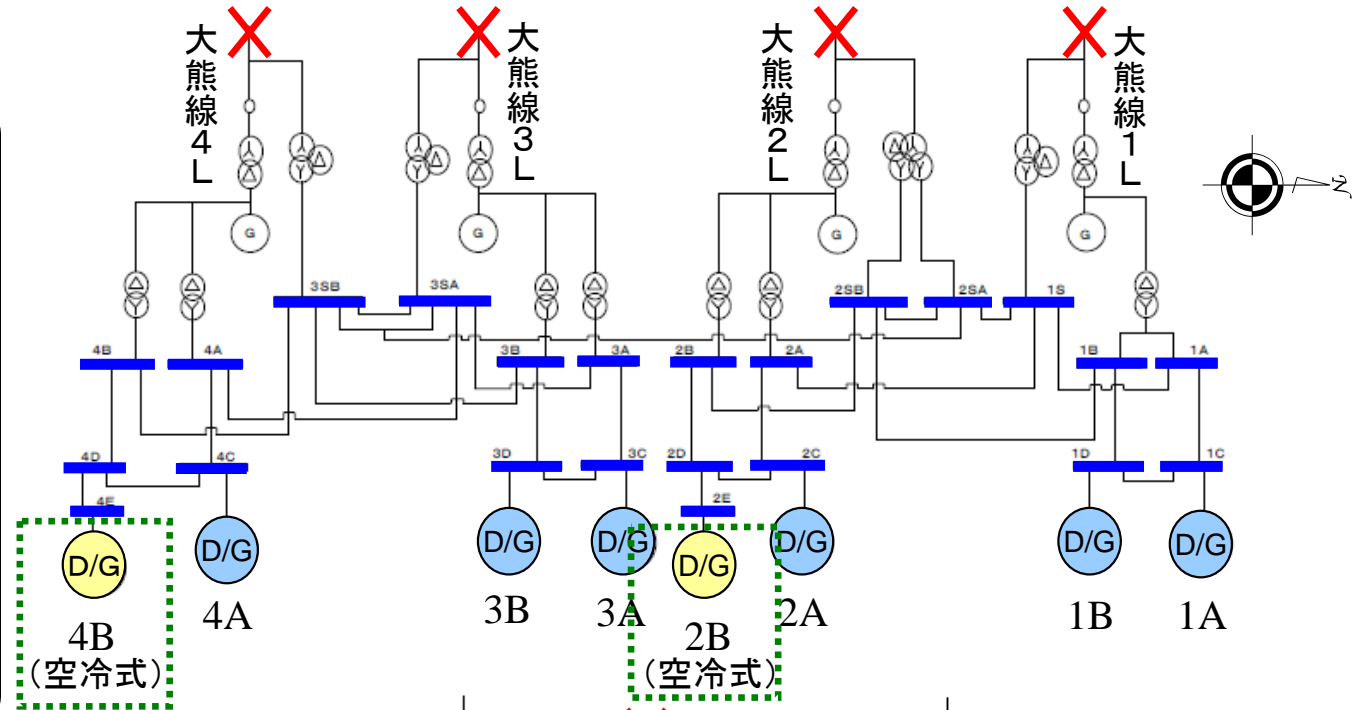 大熊線4L
大熊線3L
大熊線2L
大熊線1L
N
G
G
G
G
3SB
3SA
2SB
2SA
1S
4B
4A
3B
3A
2B
2A
1B
1A
4D
4C
3D
3C
2D
2C
1D
1C
4E
2E
D/G
D/G
D/G
D/G
D/G
D/G
D/G
D/G
4B
(空冷式)
4A
3B
3A
2B
(空冷式)
2A
1B
1A